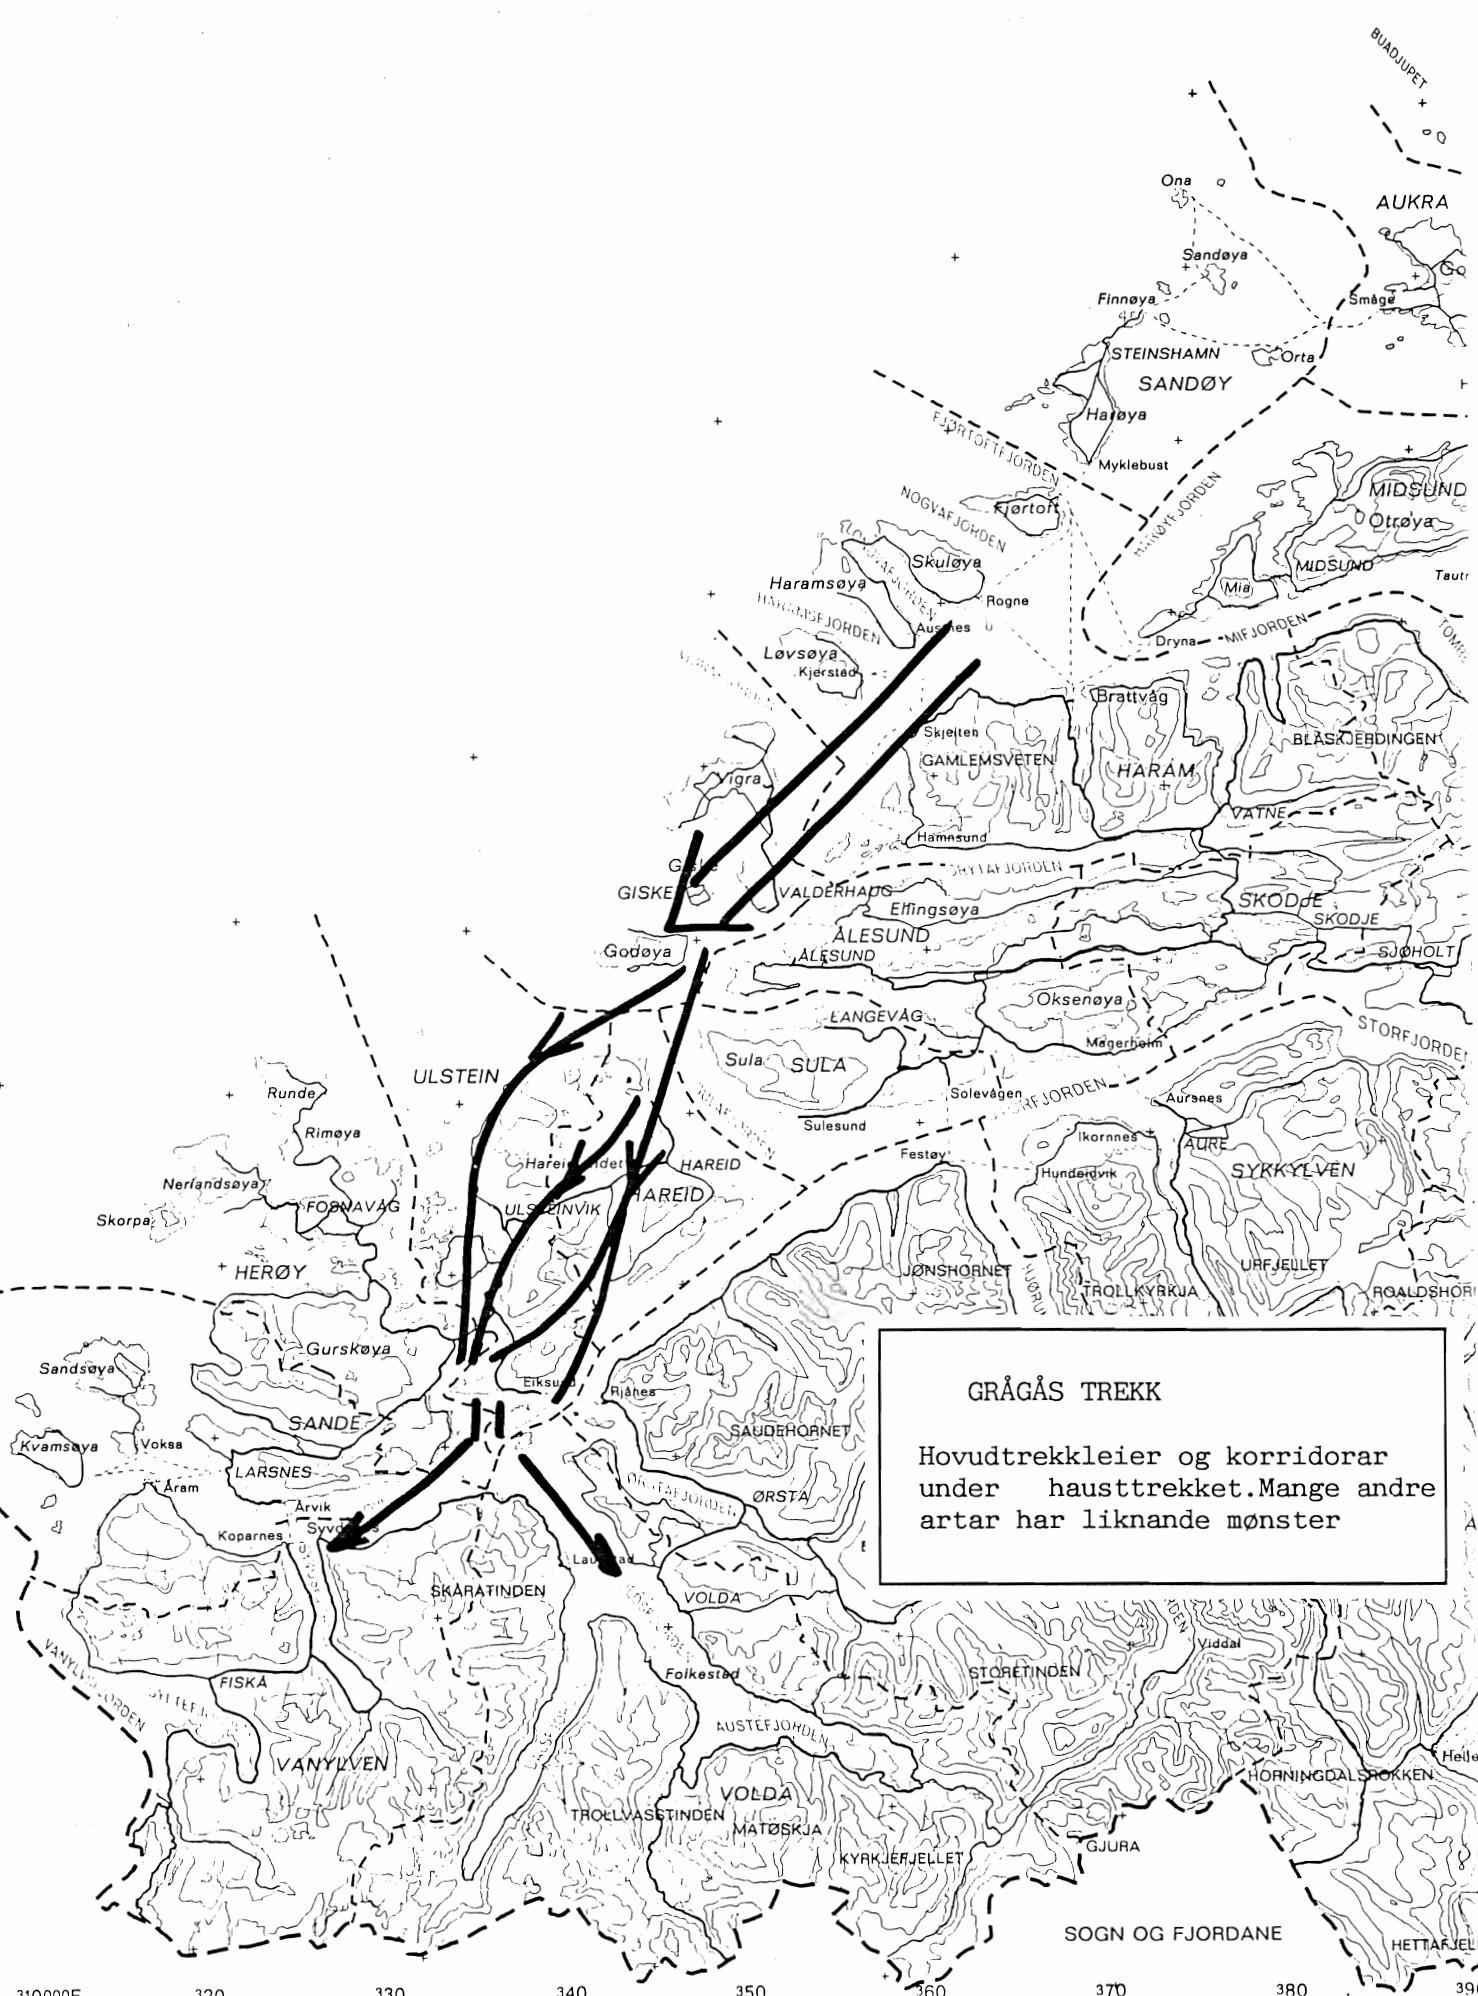 BUADJUPET
Ona
AUKRA
Sandøya
Finnøya
Småge
STEINSHAMN
Orta
SANDØY
Harøya
FJØRTOFTFJORDEN
Myklebust
MIDSUND
NOGVAFJORDEN
Fjørtoft
HARØYFJORDEN
Otrøya
Skuløya
MIDSUND
Haramsøya
Mia
Rogne
HARAMSFJORDEN
Dryna
MIFJORDEN
Løvsøya
Kjerstad
Brattvåg
Skjelten
BLÅSKJERDINGEN
GAMLEMSVETEN
HARAM
Vigra
VATNE
Hamnsund
GISKE
VALDERHAUG
Ellingsøya
SKODJE
SKODJE
ÅLESUND
Godøya
ÅLESUND
SJØHOLT
Oksenøya
LANGEVÅG
Magerholm
Sula
SULA
ULSTEIN
Solevågen
Aursnes
Runde
Sulesund
Rimøya
Ikornnes
AURE
Festøy
HAREID
Hundeidvik
SYKKYLVEN
Nerlandsøya
HAREID
FOSNAVÅG
ULSTEINVIK
Skorpa
HERØY
JØNSHORNET
URFJELLET
TROLLKYRKJA
Gurskøya
Sandsøya
Eiksund
Rjånes
GRÅGÅS TREKK
SANDE
SAUDEHORNET
Kvamsøya
Voksa
Hovudtrekkleier og korridorar
LARSNES
under hausttrekket.Mange andre
Åram
ØRSTA
Årvik
artar har liknande mønster
Koparnes
SKÅRATINDEN
VOLDA
Viddal
Folkestad
STORETINDEN
FISKÅ
AUSTEFJORDEN
VANYLVEN
HORNINGDALSROKKEN
VOLDA
TROLLVASSTINDEN
MATØSKJA
GJURA
KYRKJEFJELLET
SOGN OG FJORDANE
310000E 320 330 340 350 360 370 380